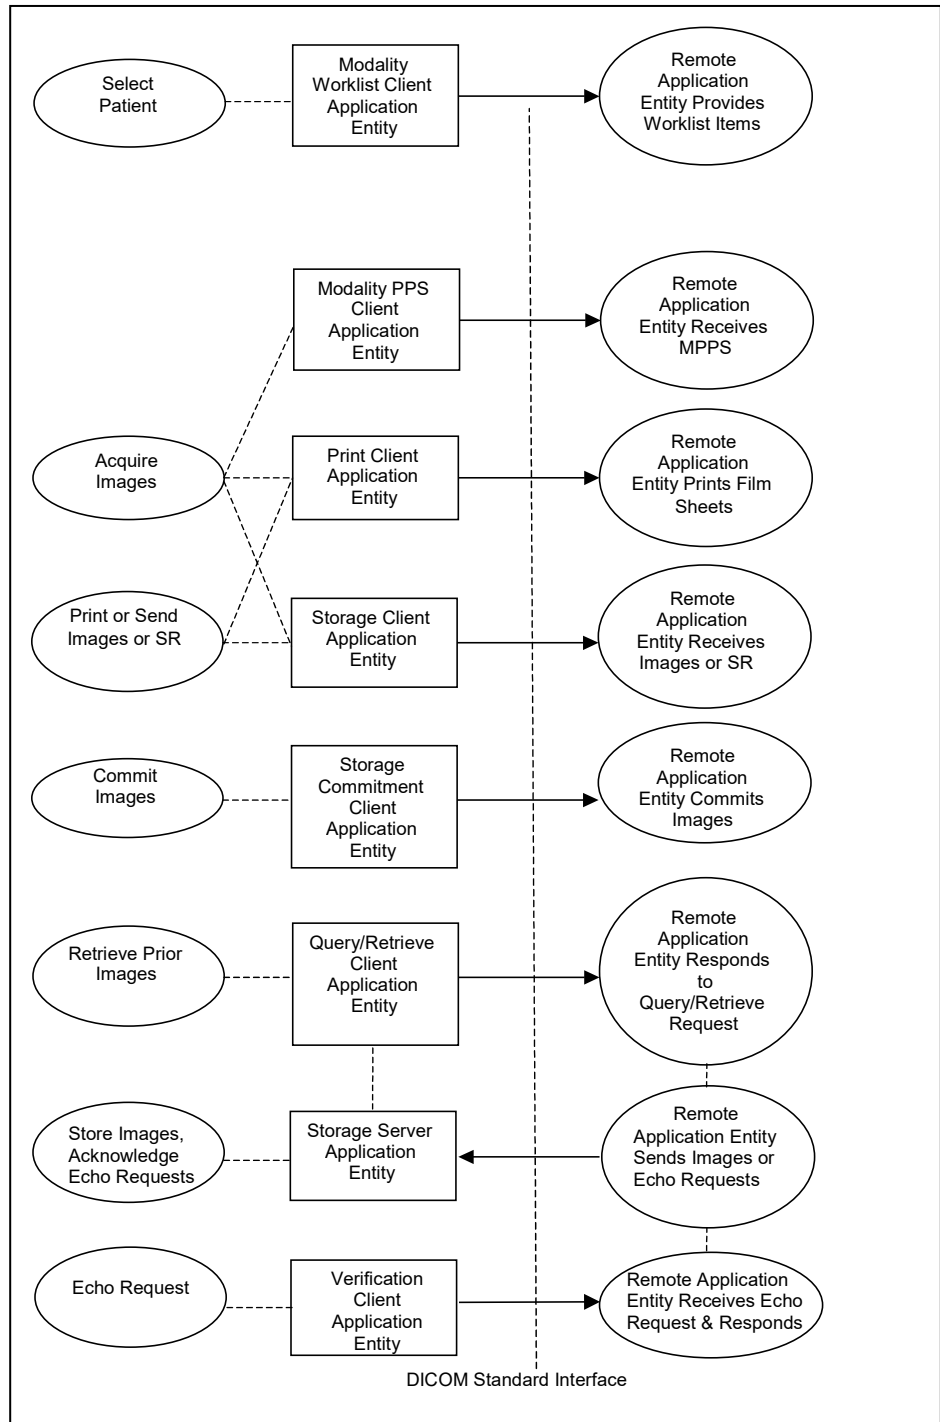 Select
Patient
Modality
Worklist Client
Application
Entity
Remote
Application
Entity Provides
Worklist Items
Modality PPS
Client
Application
Entity
Remote
Application
Entity Receives
MPPS
Acquire
Images
Print Client
Application
Entity
Remote
Application
Entity Prints Film
Sheets
Print or Send
Images or SR
Storage Client
Application
Entity
Remote
Application
Entity Receives
Images or SR
Commit
Images
Storage
Commitment
Client
Application
Entity
Remote
Application
Entity Commits
Images
Retrieve Prior
Images
Query/Retrieve
Client
Application
Entity
Remote
Application
Entity Responds
to
Query/Retrieve
Request
Store Images,
Acknowledge
Echo Requests
Storage Server
Application
Entity
Remote
Application Entity
Sends Images or
Echo Requests
Echo Request
Verification
Client
Application
Entity
Remote Application
Entity Receives Echo
Request & Responds
DICOM Standard Interface